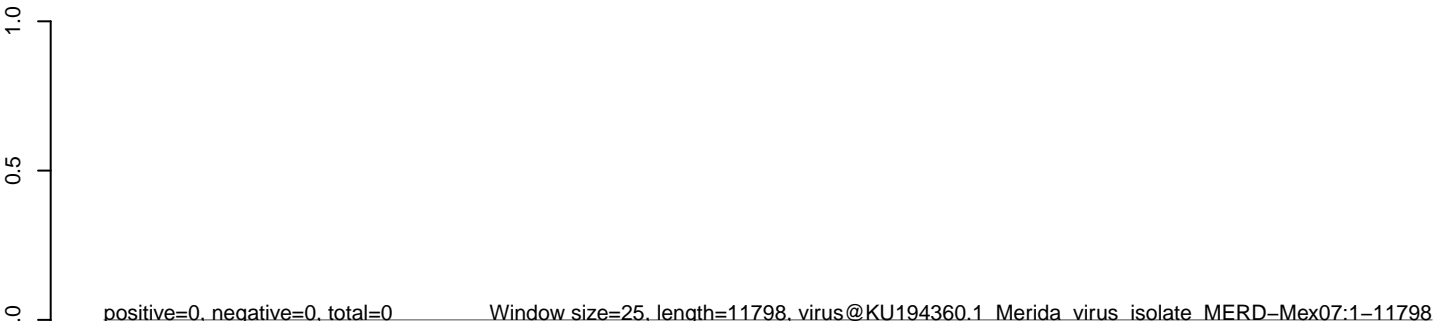 1.0
0.5
.0
positive=0, negative=0, total=0
Window size=25, length=11798, virus@KU194360.1_Merida_virus_isolate_MERD−Mex07:1−11798